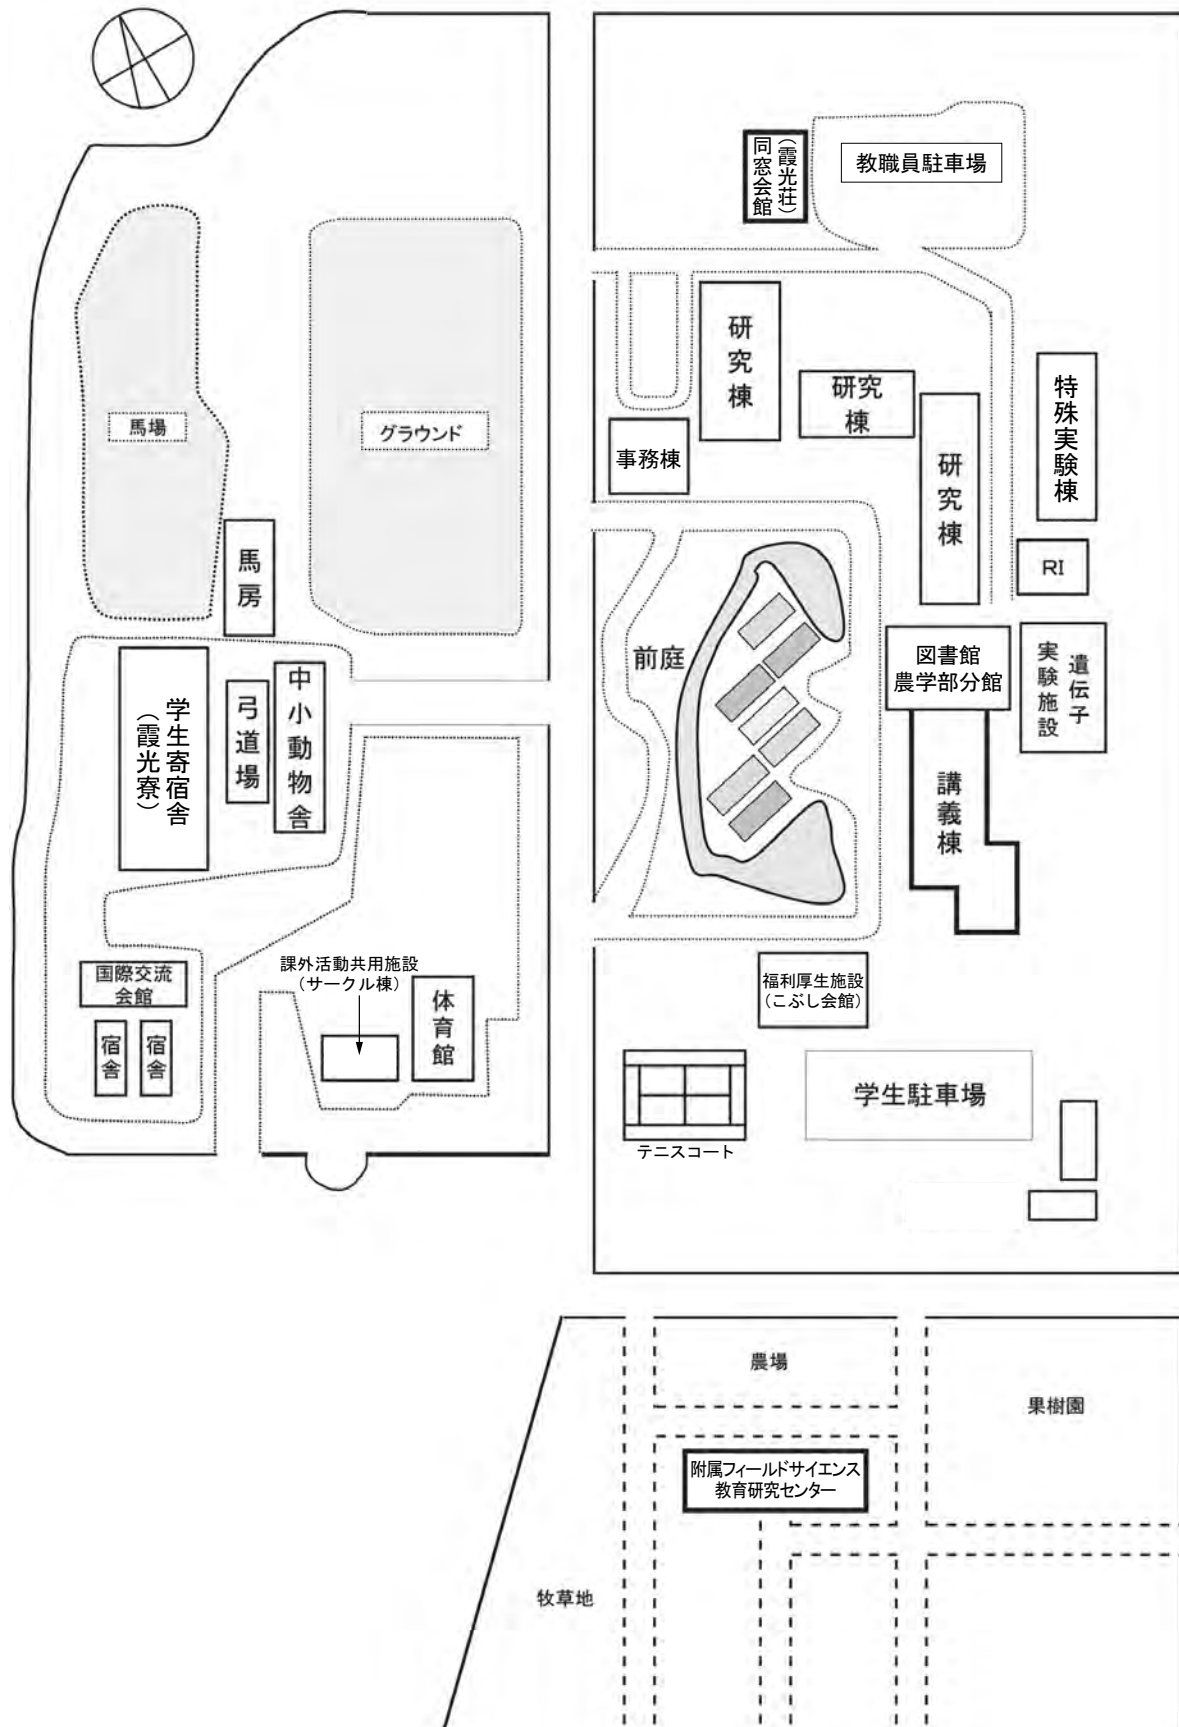 同窓会館
(霞光荘)
教職員駐車場
研究棟
研究
棟
特殊実験棟
馬場
グラウンド
事務棟
研究棟
馬房
RI
前庭
図書館
農学部分館
遺伝子
実験施設
学生寄宿舎
(霞光寮)
弓道場
中小動物舎
講義棟
国際交流
会館
課外活動共用施設
(サークル棟)
体育館
福利厚生施設
(こぶし会館)
宿舎
宿舎
学生駐車場
テニスコート
農場
果樹園
附属フィールドサイエンス
教育研究センター
牧草地